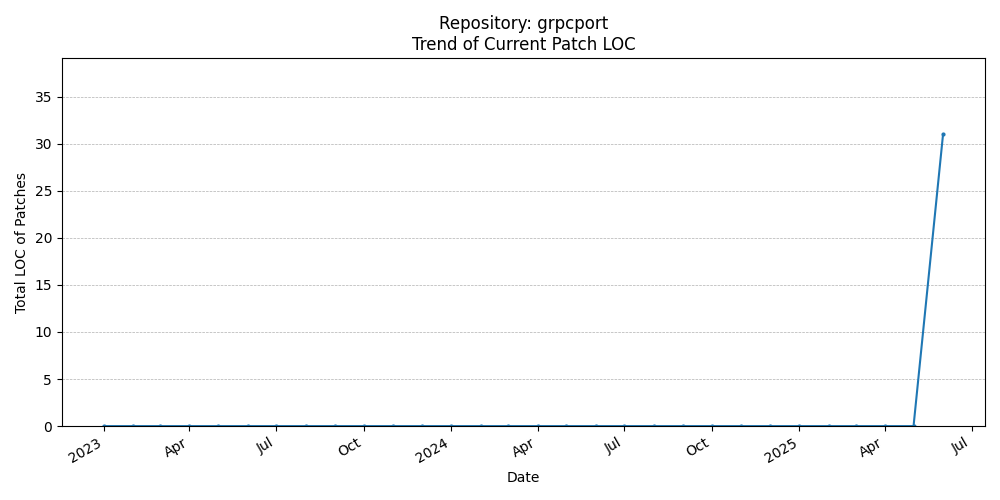 Repository: grpcport
Trend of Current Patch LOC
Total LOC of Patches
35
30
25
20
15
10
5
0
2023
Apr
Jul
Oct
2024
Apr
Jul
Oct
2025
Apr
Jul
Date